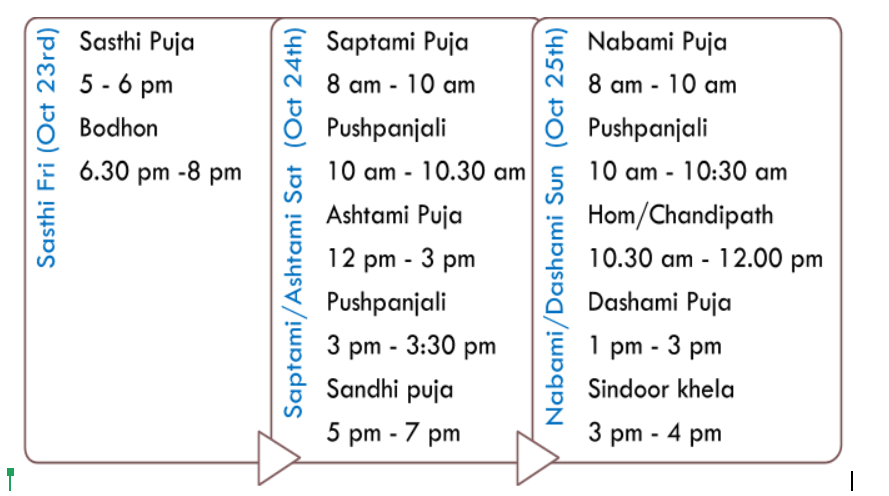 Sasthi Fri (Oct 23rd)
Sasthi Puja
5 - 6 pm
Bodhon
6.30 pm -8 pm
Saptami/Ashtami Sat (Oct 24th)
Saptami Puja
8 am - 10 am
Pushpanjali
10 am - 10.30 am
Ashtami Puja
12 pm - 3 pm
Pushpanjali
3 pm - 3:30 pm
Sandhi puja
5 pm - 7 pm
Nabami/Dashami Sun (Oct 25th)
Nabami Puja
8 am - 10 am
Pushpanjali
10 am - 10:30 am
Hom/Chandipath
10.30 am - 12.00 pm
Dashami Puja
1 pm - 3 pm
Sindoor khela
3 pm - 4 pm